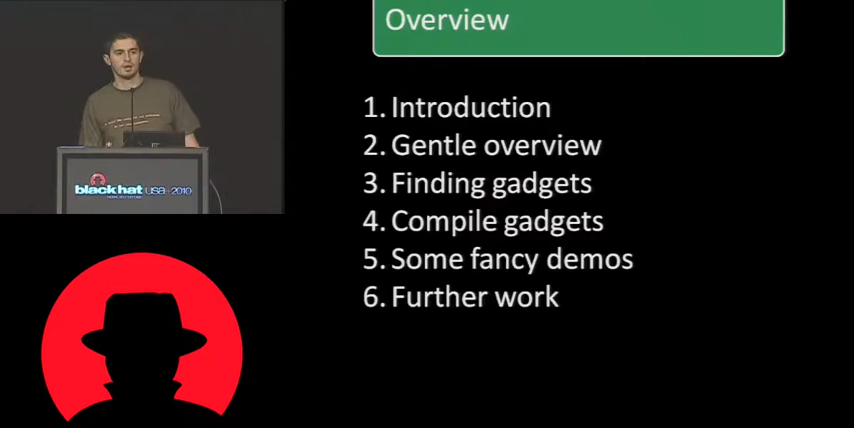 Overview
1. Introduction
2. Gentle overview
3. Finding gadgets
4. Compile gadgets
5. Some fancy demos
6. Further work
black hat USA + 2010